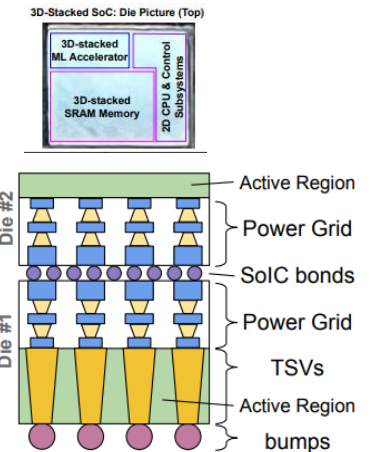 3D-Stacked SoC: Die Picture (Top)
3D-stacked
ML Accelerator
3D-stacked
SRAM Memory
2D CPU & Control
Subsystems
Die #2
Active Region
Power Grid
SoIC bonds
Die #1
Power Grid
TSVs
Active Region
bumps